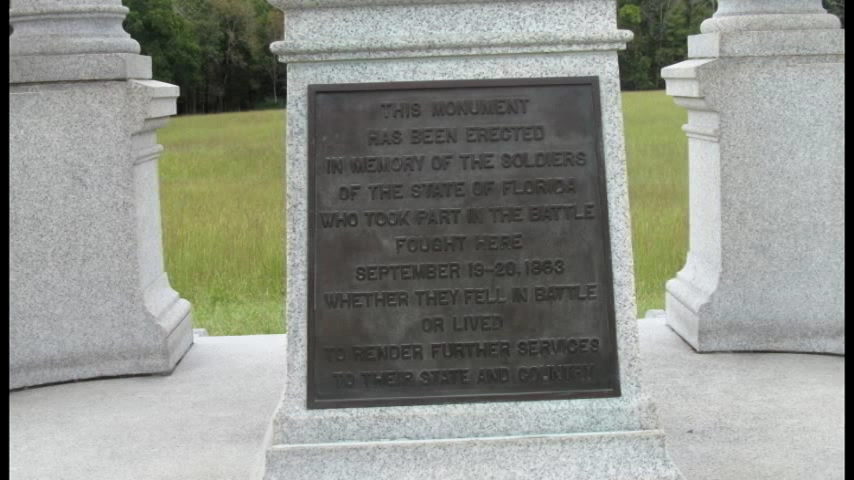 THIS MONUMENT
HAS BEEN ERECTED
IN MEMORY OF THE SOLDIERS
OF THE STATE OF FLORIDA
WHO TOOK PART IN THE BATTLE
FOUGHT HERE
SEPTEMBER 19-20, 1863
WHETHER THEY FELL IN BATTLE
OR LIVED
TO RENDER FURTHER SERVICES
TO THEIR STATE AND COUNTRY